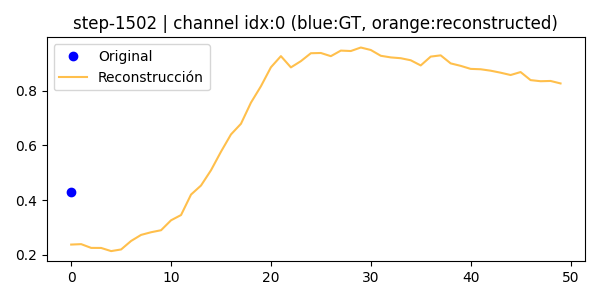 step-1502 | channel idx:0 (blue:GT, orange:reconstructed)
Original
Reconstrucción
0.8
0.6
0.4
0.2
0 10 20 30 40 50